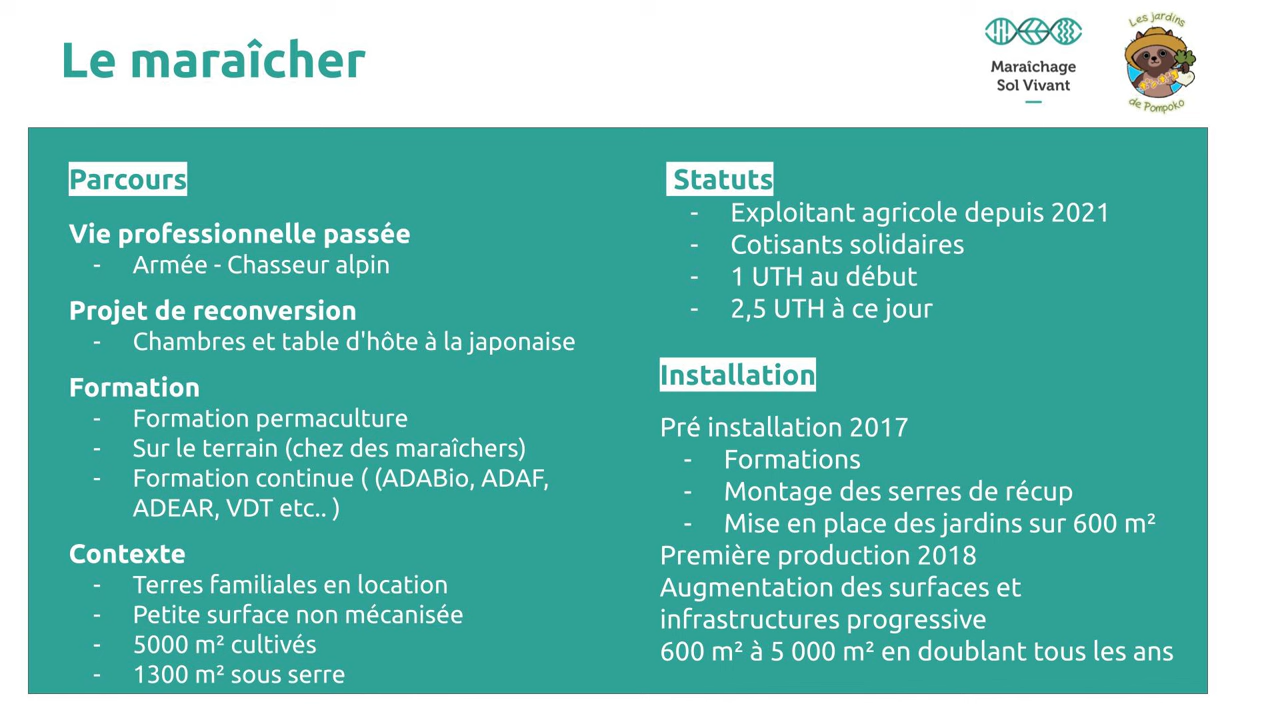 Le maraîcher
Maraîchage
Sol Vivant
Les jardins
de Pompoko
Parcours
Vie professionnelle passée
- Armée - Chasseur alpin
Projet de reconversion
- Chambres et table d'hôte à la japonaise
Formation
- Formation permaculture
- Sur le terrain (chez des maraîchers)
- Formation continue ( (ADABio, ADAF,
ADEAR, VDT etc.. )
Contexte
- Terres familiales en location
- Petite surface non mécanisée
- 5000 m² cultivés
- 1300 m² sous serre
Statuts
- Exploitant agricole depuis 2021
- Cotisants solidaires
- 1 UTH au début
- 2,5 UTH à ce jour
Installation
Pré installation 2017
- Formations
- Montage des serres de récup
- Mise en place des jardins sur 600 m²
Première production 2018
Augmentation des surfaces et
infrastructures progressive
600 m² à 5 000 m² en doublant tous les ans